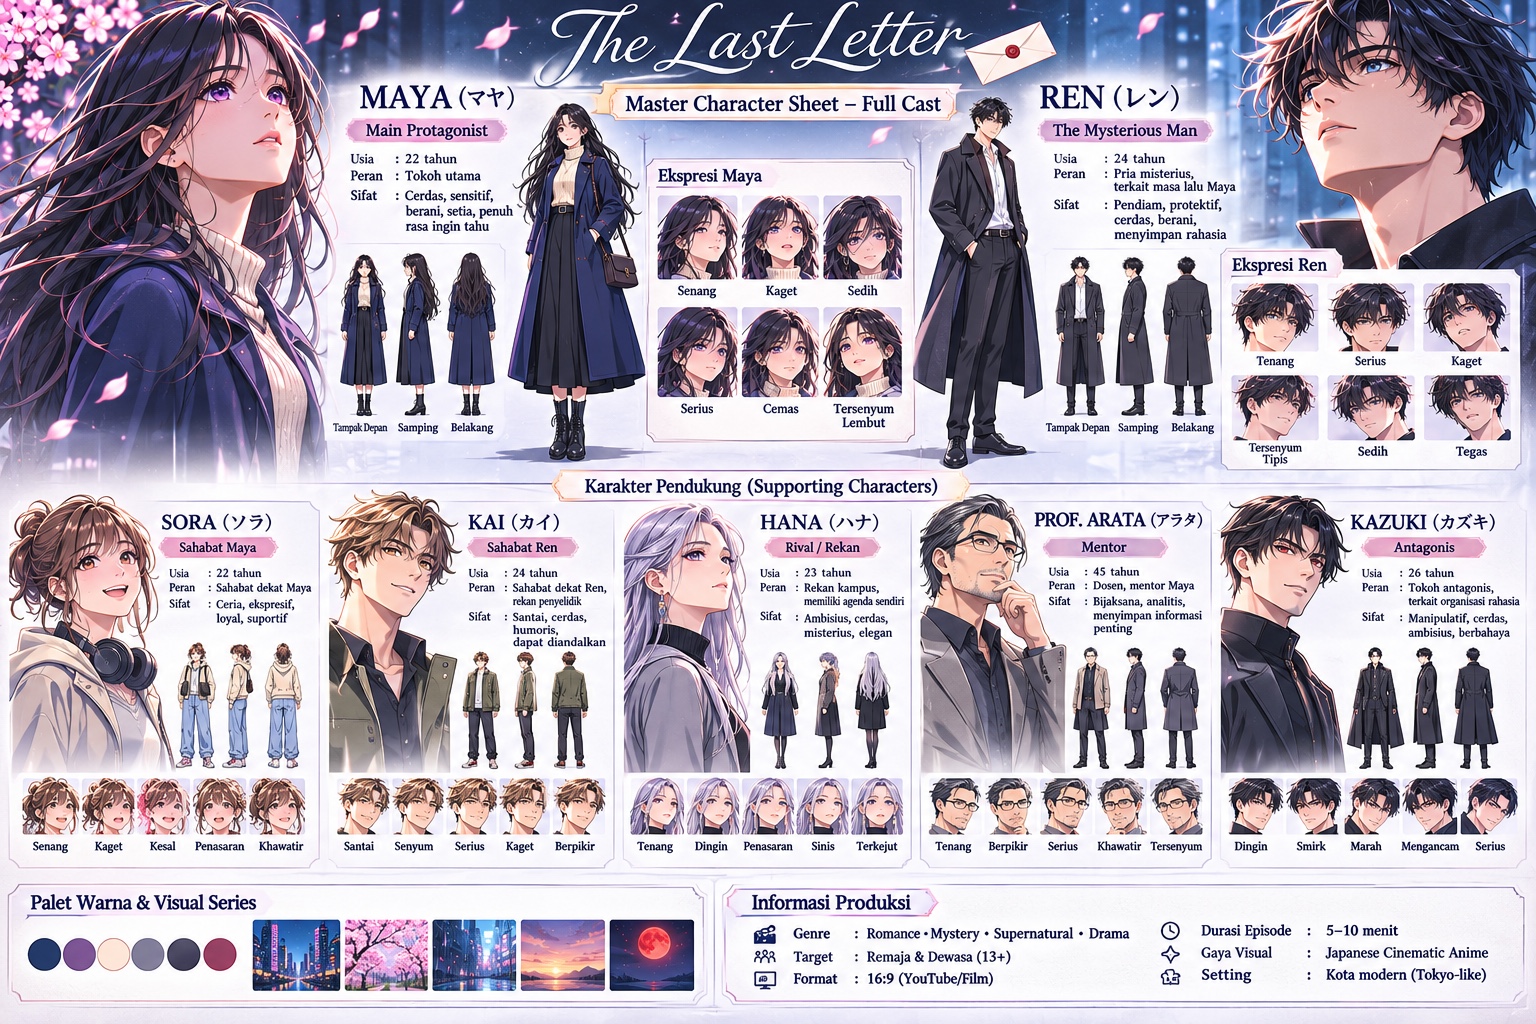 The Last Letter
Master Character Sheet – Full Cast
MAYA (マヤ)
Main Protagonist
Usia : 22 tahun
Peran : Tokoh utama
Sifat : Cerdas, sensitif,
berani, setia, penuh
rasa ingin tahu
Tampak Depan Samping Belakang
Ekspresi Maya
Senang Kaget Sedih
Serius Cemas Tersenyum
Lembut
REN (レン)
The Mysterious Man
Usia : 24 tahun
Peran : Pria misterius,
terkait masa lalu Maya
Sifat : Pendiam, protektif,
cerdas, berani,
menyimpan rahasia
Tampak Depan Samping Belakang
Ekspresi Ren
Tenang Serius Kaget
Tersenyum Sedih Tegas
Tipis
Karakter Pendukung (Supporting Characters)
SORA (ソラ)
Sahabat Maya
Usia : 22 tahun
Peran : Sahabat dekat Maya
Sifat : Ceria, ekspresif,
loyal, suportif
Senang Kaget Kesal Penasaran Khawatir
KAI (カイ)
Sahabat Ren
Usia : 24 tahun
Peran : Sahabat dekat Ren,
rekan penyelidik
Sifat : Santai, cerdas,
humoris,
dapat diandalkan
Santai Senyum Serius Kaget Berpikir
HANA (ハナ)
Rival / Rekan
Usia : 23 tahun
Peran : Rekan kampus,
memiliki agenda sendiri
Sifat : Ambisius, cerdas,
misterius, elegan
Tenang Dingin Penasaran Sinis Terkejut
PROF. ARATA (アラタ)
Mentor
Usia : 45 tahun
Peran : Dosen, mentor Maya
Sifat : Bijaksana, analitis,
menyimpan informasi
penting
Tenang Berpikir Serius Khawatir Tersenyum
KAZUKI (カズキ)
Antagonis
Usia : 26 tahun
Peran : Tokoh antagonis,
terkait organisasi rahasia
Sifat : Manipulatif, cerdas,
ambisius, berbahaya
Dingin Smirk Marah Mengancam Serius
Palet Warna & Visual Series
Informasi Produksi
Genre : Romance • Mystery • Supernatural • Drama
Target : Remaja & Dewasa (13+)
Format : 16:9 (YouTube/Film)
Durasi Episode : 5–10 menit
Gaya Visual : Japanese Cinematic Anime
Setting : Kota modern (Tokyo-like)